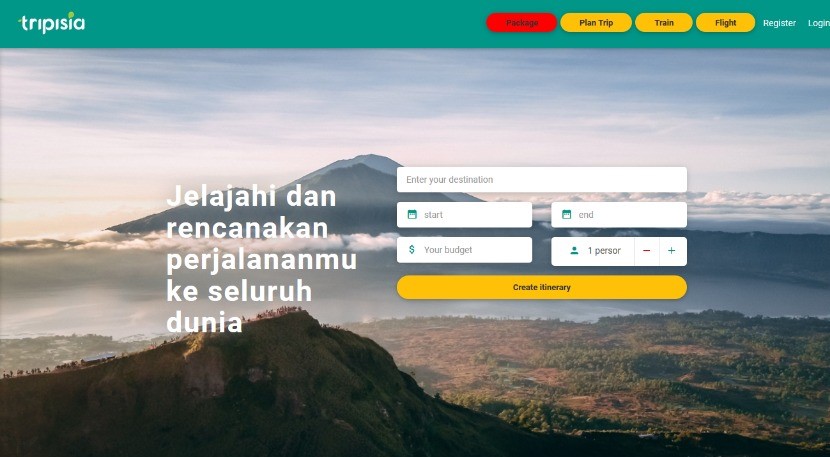 tripisia
Package Plan Trip Train Flight Register Login
Jelajahi dan
rencanakan
perjalananmu
ke seluruh
dunia
Enter your destination
start end
$ Your budget 1 persor − +
Create itinerary